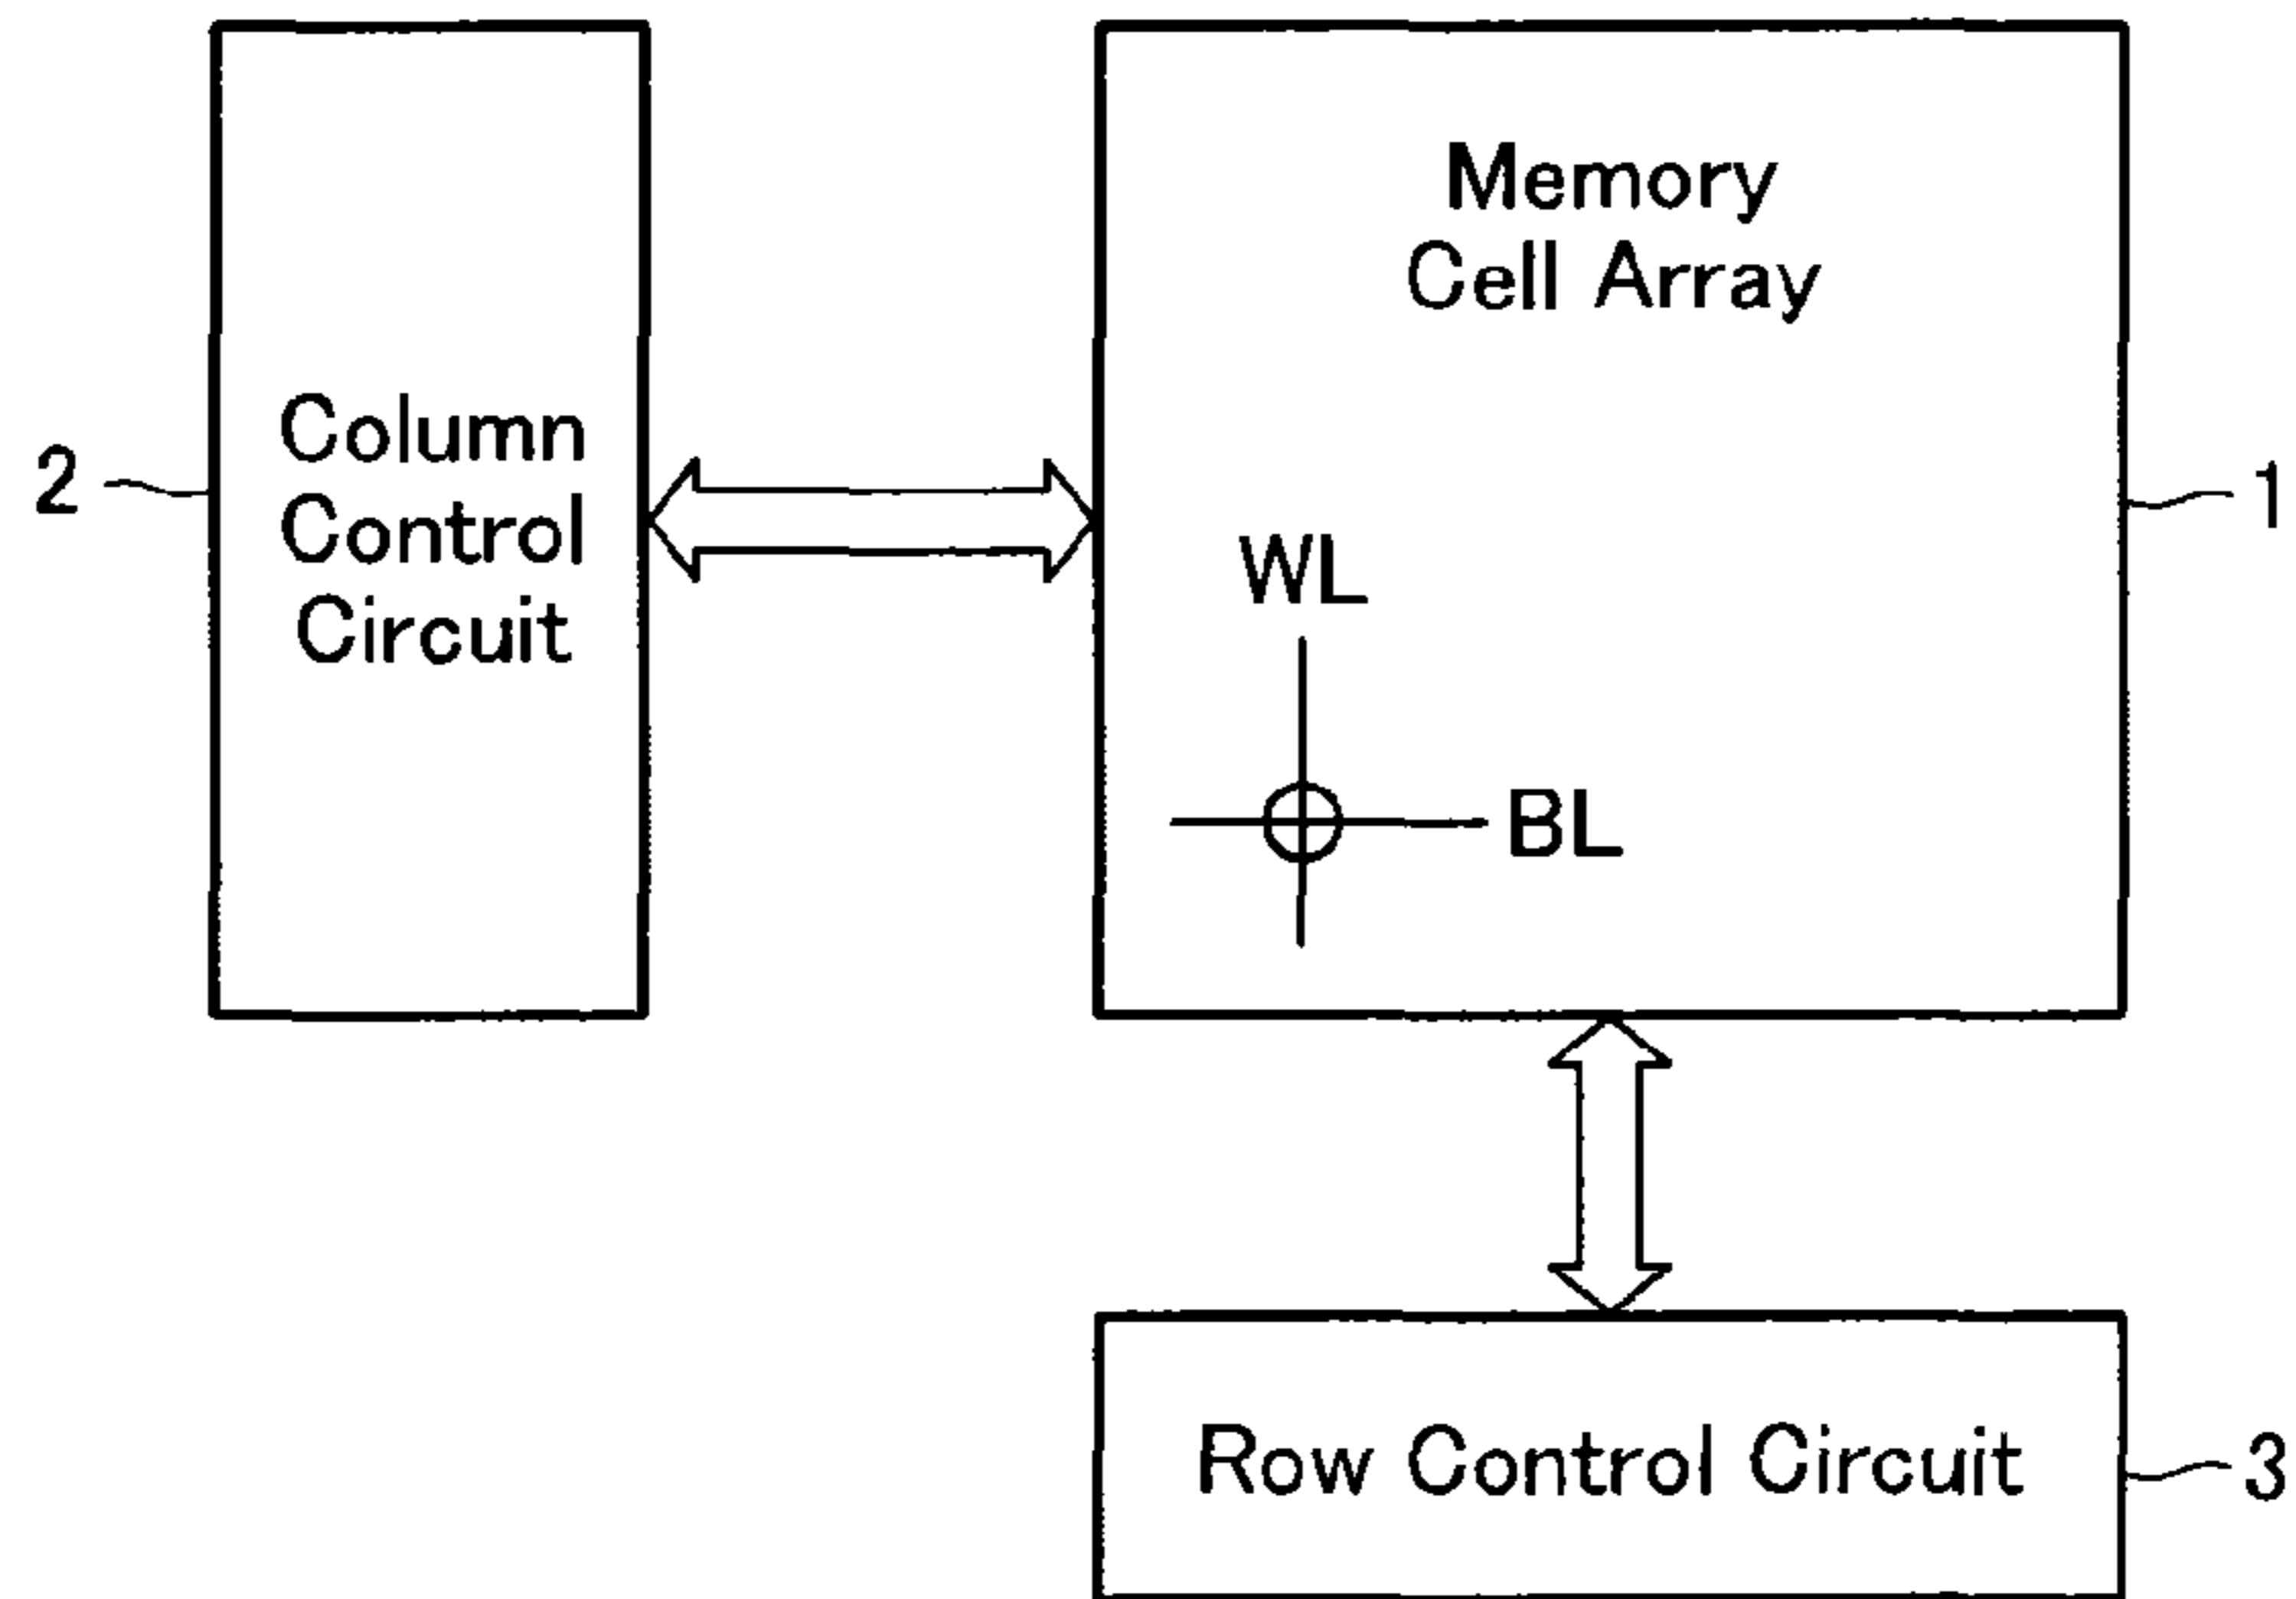 Memory
Cell Array
Column
Control
Circuit
2
1
WL
BL
Row Control Circuit
3